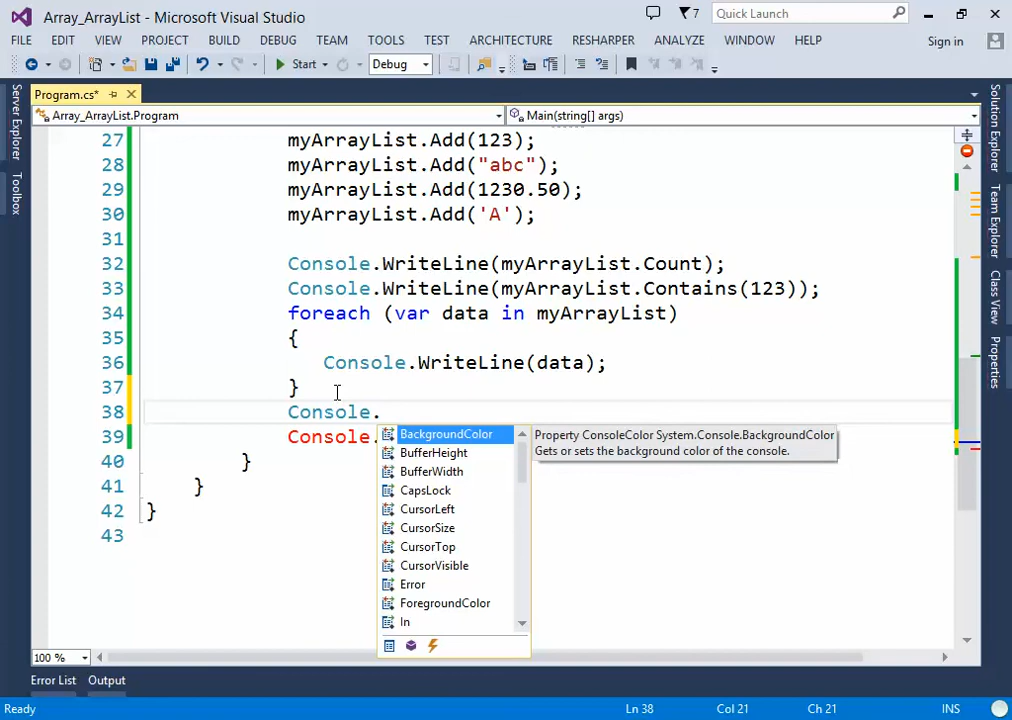 Array_ArrayList - Microsoft Visual Studio
7
Quick Launch
FILE EDIT VIEW PROJECT BUILD DEBUG TEAM TOOLS TEST ARCHITECTURE RESHARPER ANALYZE WINDOW HELP
Sign in
Start Debug
Program.cs*
Array_ArrayList.Program Main(string[] args)
27 myArrayList.Add(123);
28 myArrayList.Add("abc");
29 myArrayList.Add(1230.50);
30 myArrayList.Add('A');
31
32 Console.WriteLine(myArrayList.Count);
33 Console.WriteLine(myArrayList.Contains(123));
34 foreach (var data in myArrayList)
35 {
36 Console.WriteLine(data);
37 }
38 Console.
39 Console.
40 }
41 }
42 }
43
BackgroundColor
BufferHeight
BufferWidth
CapsLock
CursorLeft
CursorSize
CursorTop
CursorVisible
Error
ForegroundColor
In
Property ConsoleColor System.Console.BackgroundColor
Gets or sets the background color of the console.
Server Explorer
Toolbox
Solution Explorer
Team Explorer
Class View
Properties
100 %
Error List Output
Ready Ln 38 Col 21 Ch 21 INS